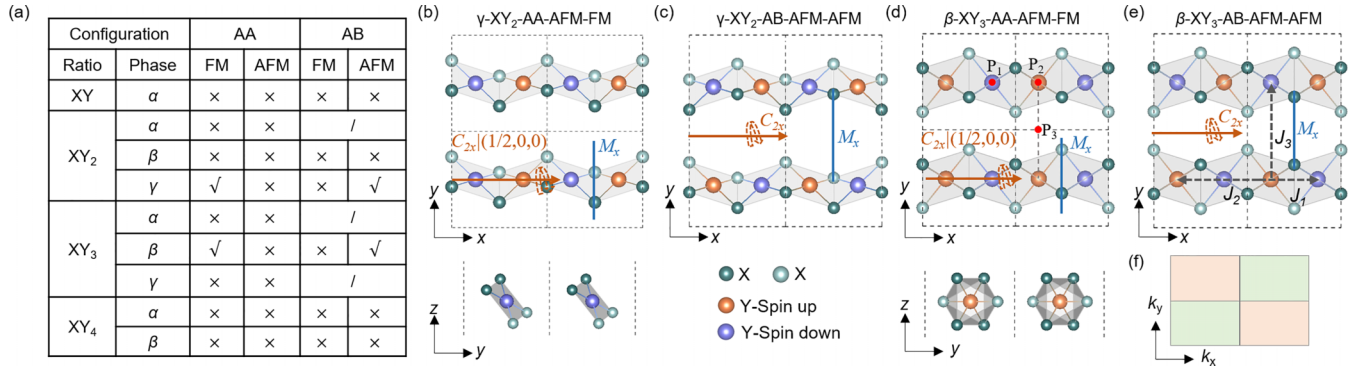 (a)
Configuration AA AB
Ratio Phase FM AFM FM AFM
XY α × × × ×
XY₂ α × × /
β × × × ×
γ √ × × √
XY₃ α × × /
β √ × × √
γ × × /
XY₄ α × × × ×
β × × × ×
(b) γ-XY₂-AA-AFM-FM
C₂ₓ|(1/2,0,0)
Mₓ
y
x
z
y
(c) γ-XY₂-AB-AFM-AFM
C₂ₓ
Mₓ
y
x
X X
Y-Spin up
Y-Spin down
(d) β-XY₃-AA-AFM-FM
P₁ P₂
P₃
C₂ₓ|(1/2,0,0)
Mₓ
y
x
z
y
(e) β-XY₃-AB-AFM-AFM
C₂ₓ
Mₓ
J₃
J₂ J₁
y
x
(f)
k_y
k_x